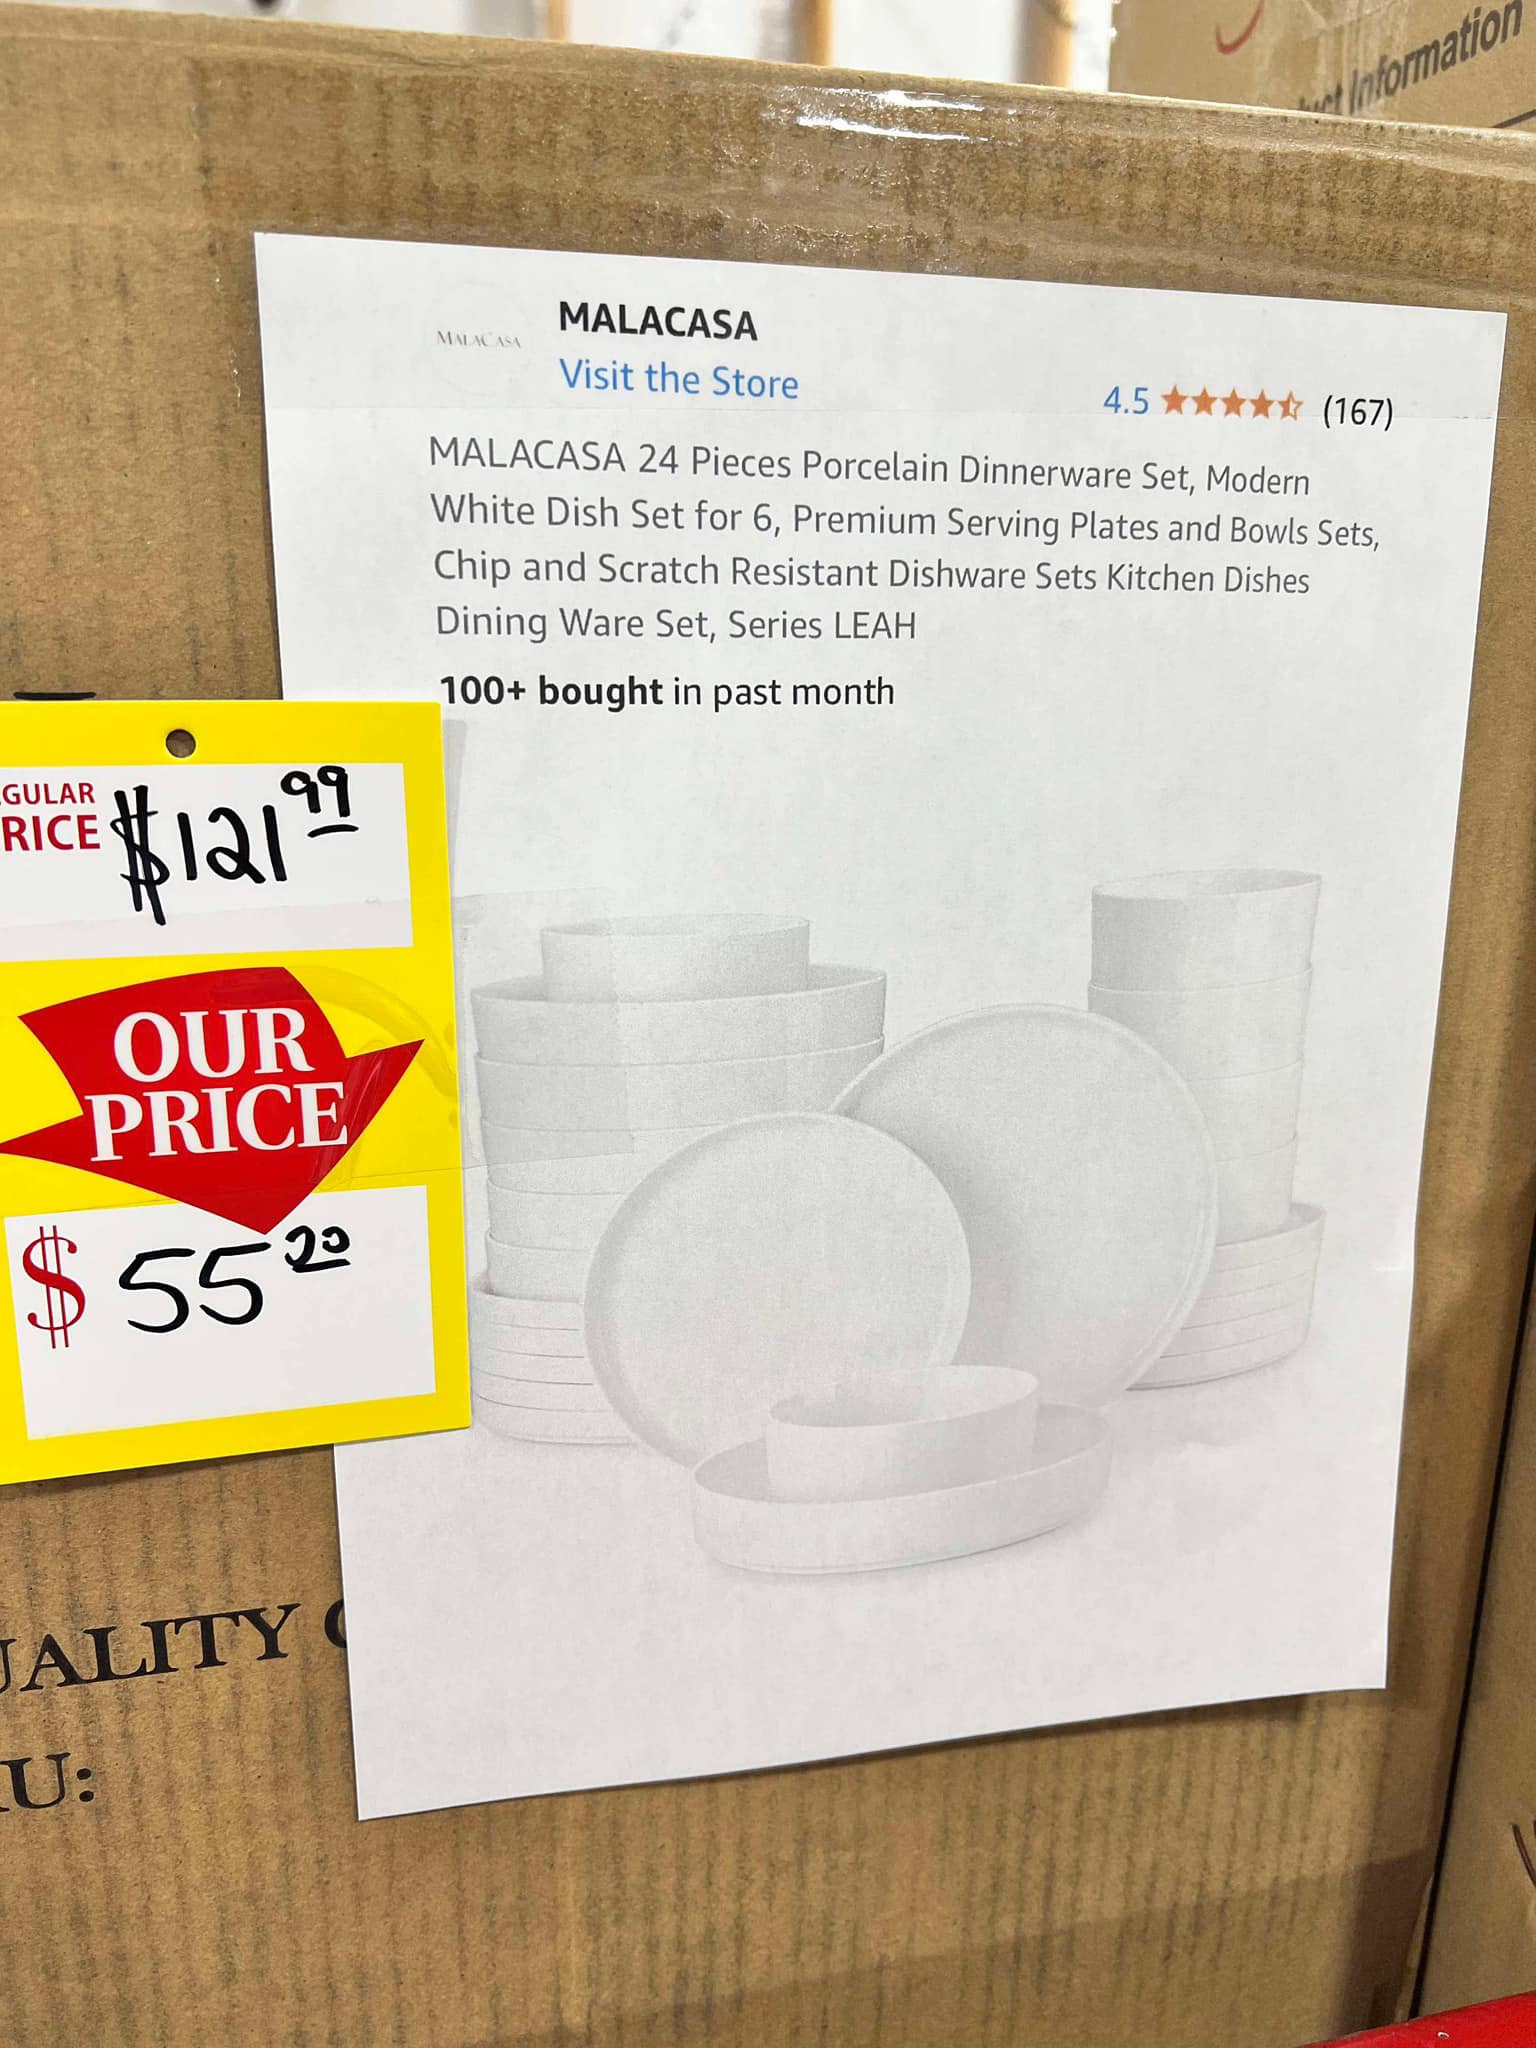 Information
MALACASA
MALACASA
Visit the Store
4.5 (167)
MALACASA 24 Pieces Porcelain Dinnerware Set, Modern
White Dish Set for 6, Premium Serving Plates and Bowls Sets,
Chip and Scratch Resistant Dishware Sets Kitchen Dishes
Dining Ware Set, Series LEAH
100+ bought in past month
GULAR
RICE
$121.99
OUR
PRICE
$55.20
UALITY
U: